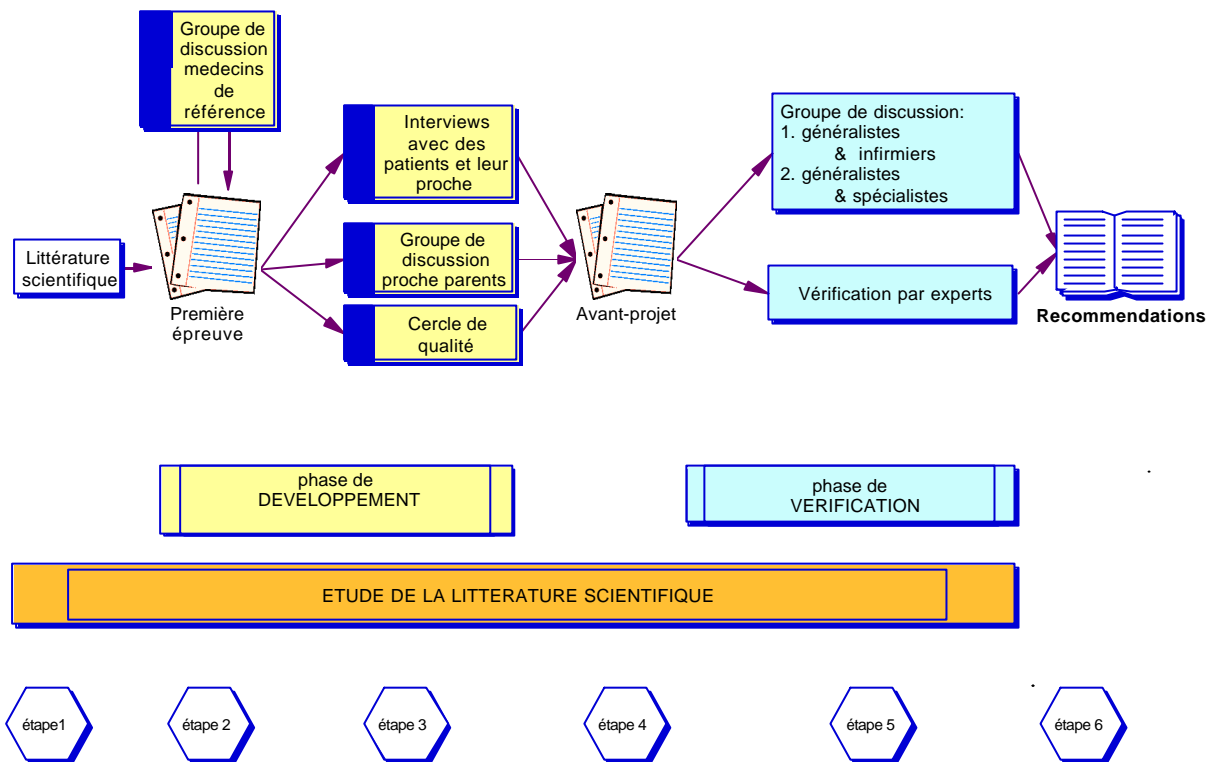 Groupe de
discussion
medecins
de
référence
Littérature
scientifique
Première
épreuve
Interviews
avec des
patients et leur
proche
Groupe de
discussion
proche parents
Cercle de
qualité
Avant-projet
Groupe de discussion:
1. généralistes
& infirmiers
2. généralistes
& spécialistes
Vérification par experts
Recommendations
phase de
DEVELOPPEMENT
phase de
VERIFICATION
ETUDE DE LA LITTERATURE SCIENTIFIQUE
étape1
étape 2
étape 3
étape 4
étape 5
étape 6